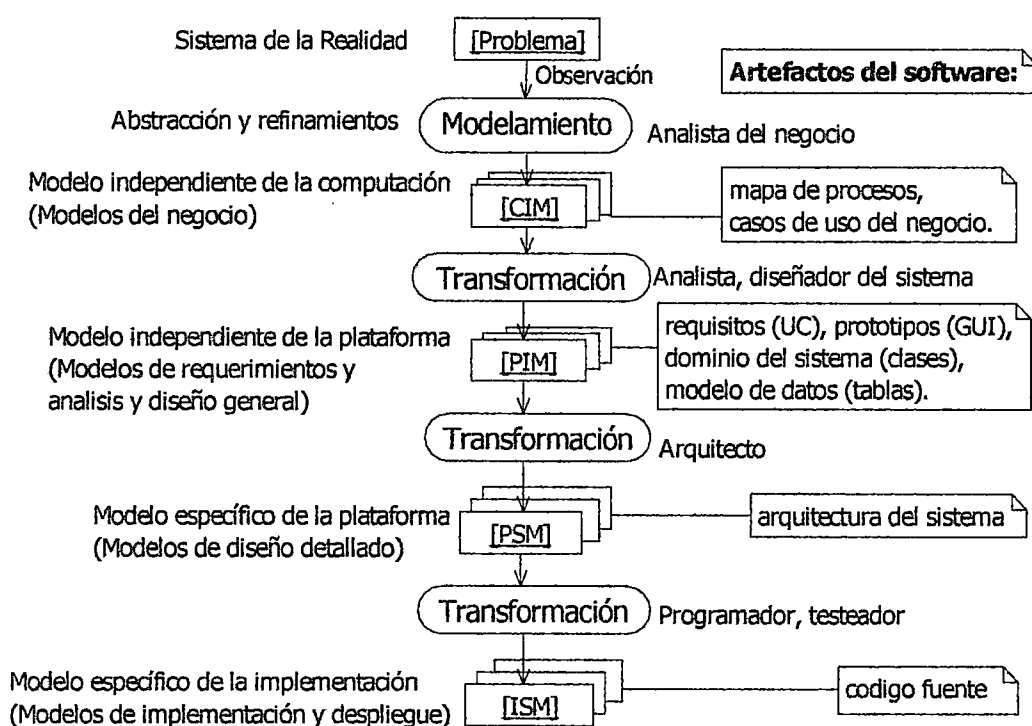 Sistema de la Realidad
[Problema]
Observación
Artefactos del software:
Abstracción y refinamientos
Modelamiento
Analista del negocio
Modelo independiente de la computación
(Modelos del negocio)
[CIM]
mapa de procesos,
casos de uso del negocio.
Transformación
Analista, diseñador del sistema
Modelo independiente de la plataforma
(Modelos de requerimientos y
analisis y diseño general)
[PIM]
requisitos (UC), prototipos (GUI),
dominio del sistema (clases),
modelo de datos (tablas).
Transformación
Arquitecto
Modelo específico de la plataforma
(Modelos de diseño detallado)
[PSM]
arquitectura del sistema
Transformación
Programador, testeador
Modelo específico de la implementación
(Modelos de implementación y despliegue)
[ISM]
codigo fuente